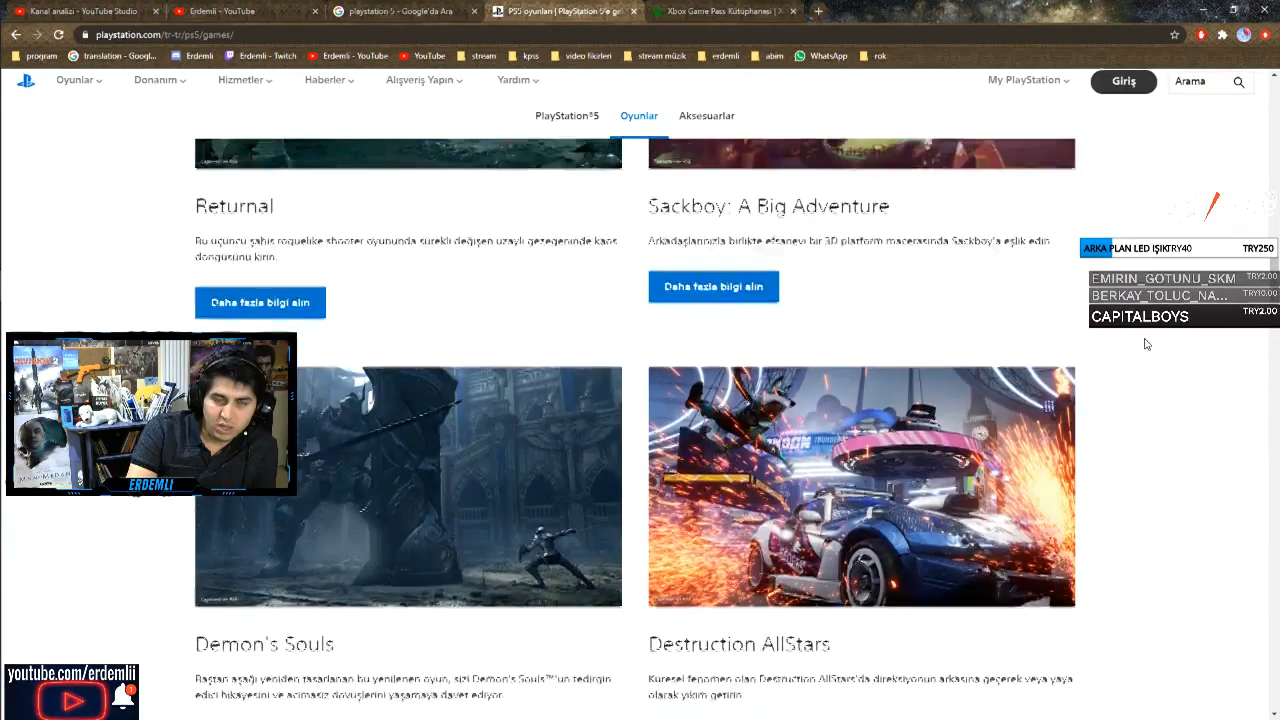 Kanal analizi - YouTube Studio
Erdemli - YouTube
playstation 5 - Google'da Ara
PS5 oyunları | PlayStation 5'e gel
Xbox Game Pass Kütüphanesi | X
playstation.com/tr-tr/ps5/games/
program
translation - Googl...
Erdemli - Twitch
Erdemli - YouTube
YouTube
stream
kpss
video fikirleri
stream müzik
erdemli
abim
WhatsApp
rok
Oyunlar
Donanım
Hizmetler
Haberler
Alışveriş Yapın
Yardım
My PlayStation
Giriş
Arama
PlayStation®5
Oyunlar
Aksesuarlar
Returnal
Bu üçüncü şahıs roguelike shooter oyununda sürekli değişen uzaylı gezegeninde kaos
döngüsünü kırın.
Daha fazla bilgi alın
Sackboy: A Big Adventure
Arkadaşlarınızla birlikte efsanevi bir 3D platform macerasında Sackboy'a eşlik edin
Daha fazla bilgi alın
ARKA PLAN LED IŞIKTRY40
TRY250
EMIRIN_GOTUNU_SKM TRY2.00
BERKAY_TOLUC_NA... TRY10.00
CAPITALBOYS TRY2.00
ERDEMLİ
Demon's Souls
Baştan aşağı yeniden tasarlanan bu yenilenen oyun, sizi Demon's Souls™'un tedirgin
edici hikayesini ve acımasız dövüşlerini yaşamaya davet ediyor.
Destruction AllStars
Küresel fenomen olan Destruction AllStars'da direksiyonun arkasına geçerek veya yaya
olarak yıkım getirin.
youtube.com/erdemlii